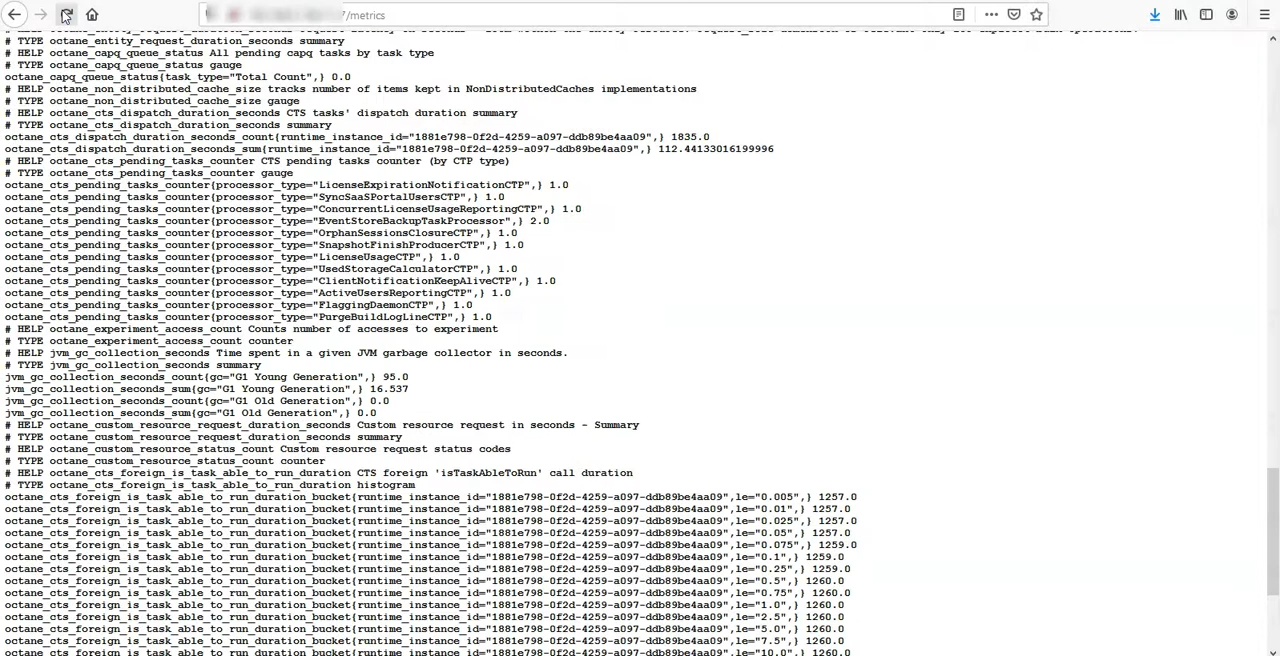 /metrics
# TYPE octane_entity_request_duration_seconds summary
# HELP octane_capq_queue_status All pending capq tasks by task type
# TYPE octane_capq_queue_status gauge
octane_capq_queue_status{task_type="Total Count",} 0.0
# HELP octane_non_distributed_cache_size tracks number of items kept in NonDistributedCaches implementations
# TYPE octane_non_distributed_cache_size gauge
# HELP octane_cts_dispatch_duration_seconds CTS tasks' dispatch duration summary
# TYPE octane_cts_dispatch_duration_seconds summary
octane_cts_dispatch_duration_seconds_count{runtime_instance_id="1881e798-0f2d-4259-a097-ddb89be4aa09",} 1835.0
octane_cts_dispatch_duration_seconds_sum{runtime_instance_id="1881e798-0f2d-4259-a097-ddb89be4aa09",} 112.44133016199996
# HELP octane_cts_pending_tasks_counter CTS pending tasks counter (by CTP type)
# TYPE octane_cts_pending_tasks_counter gauge
octane_cts_pending_tasks_counter{processor_type="LicenseExpirationNotificationCTP",} 1.0
octane_cts_pending_tasks_counter{processor_type="SyncSaaSPortalUsersCTP",} 1.0
octane_cts_pending_tasks_counter{processor_type="ConcurrentLicenseUsageReportingCTP",} 1.0
octane_cts_pending_tasks_counter{processor_type="EventStoreBackupTaskProcessor",} 2.0
octane_cts_pending_tasks_counter{processor_type="OrphanSessionsClosureCTP",} 1.0
octane_cts_pending_tasks_counter{processor_type="SnapshotFinishProducerCTP",} 1.0
octane_cts_pending_tasks_counter{processor_type="LicenseUsageCTP",} 1.0
octane_cts_pending_tasks_counter{processor_type="UsedStorageCalculatorCTP",} 1.0
octane_cts_pending_tasks_counter{processor_type="ClientNotificationKeepAliveCTP",} 1.0
octane_cts_pending_tasks_counter{processor_type="ActiveUsersReportingCTP",} 1.0
octane_cts_pending_tasks_counter{processor_type="FlaggingDaemonCTP",} 1.0
octane_cts_pending_tasks_counter{processor_type="PurgeBuildLogLineCTP",} 1.0
# HELP octane_experiment_access_count Counts number of accesses to experiment
# TYPE octane_experiment_access_count counter
# HELP jvm_gc_collection_seconds Time spent in a given JVM garbage collector in seconds.
# TYPE jvm_gc_collection_seconds summary
jvm_gc_collection_seconds_count{gc="G1 Young Generation",} 95.0
jvm_gc_collection_seconds_sum{gc="G1 Young Generation",} 16.537
jvm_gc_collection_seconds_count{gc="G1 Old Generation",} 0.0
jvm_gc_collection_seconds_sum{gc="G1 Old Generation",} 0.0
# HELP octane_custom_resource_request_duration_seconds Custom resource request in seconds - Summary
# TYPE octane_custom_resource_request_duration_seconds summary
# HELP octane_custom_resource_status_count Custom resource request status codes
# TYPE octane_custom_resource_status_count counter
# HELP octane_cts_foreign_is_task_able_to_run_duration CTS foreign 'isTaskAbleToRun' call duration
# TYPE octane_cts_foreign_is_task_able_to_run_duration histogram
octane_cts_foreign_is_task_able_to_run_duration_bucket{runtime_instance_id="1881e798-0f2d-4259-a097-ddb89be4aa09",le="0.005",} 1257.0
octane_cts_foreign_is_task_able_to_run_duration_bucket{runtime_instance_id="1881e798-0f2d-4259-a097-ddb89be4aa09",le="0.01",} 1257.0
octane_cts_foreign_is_task_able_to_run_duration_bucket{runtime_instance_id="1881e798-0f2d-4259-a097-ddb89be4aa09",le="0.025",} 1257.0
octane_cts_foreign_is_task_able_to_run_duration_bucket{runtime_instance_id="1881e798-0f2d-4259-a097-ddb89be4aa09",le="0.05",} 1257.0
octane_cts_foreign_is_task_able_to_run_duration_bucket{runtime_instance_id="1881e798-0f2d-4259-a097-ddb89be4aa09",le="0.075",} 1259.0
octane_cts_foreign_is_task_able_to_run_duration_bucket{runtime_instance_id="1881e798-0f2d-4259-a097-ddb89be4aa09",le="0.1",} 1259.0
octane_cts_foreign_is_task_able_to_run_duration_bucket{runtime_instance_id="1881e798-0f2d-4259-a097-ddb89be4aa09",le="0.25",} 1259.0
octane_cts_foreign_is_task_able_to_run_duration_bucket{runtime_instance_id="1881e798-0f2d-4259-a097-ddb89be4aa09",le="0.5",} 1260.0
octane_cts_foreign_is_task_able_to_run_duration_bucket{runtime_instance_id="1881e798-0f2d-4259-a097-ddb89be4aa09",le="0.75",} 1260.0
octane_cts_foreign_is_task_able_to_run_duration_bucket{runtime_instance_id="1881e798-0f2d-4259-a097-ddb89be4aa09",le="1.0",} 1260.0
octane_cts_foreign_is_task_able_to_run_duration_bucket{runtime_instance_id="1881e798-0f2d-4259-a097-ddb89be4aa09",le="2.5",} 1260.0
octane_cts_foreign_is_task_able_to_run_duration_bucket{runtime_instance_id="1881e798-0f2d-4259-a097-ddb89be4aa09",le="5.0",} 1260.0
octane_cts_foreign_is_task_able_to_run_duration_bucket{runtime_instance_id="1881e798-0f2d-4259-a097-ddb89be4aa09",le="7.5",} 1260.0
octane_cts_foreign_is_task_able_to_run_duration_bucket{runtime_instance_id="1881e798-0f2d-4259-a097-ddb89be4aa09",le="10.0",} 1260.0